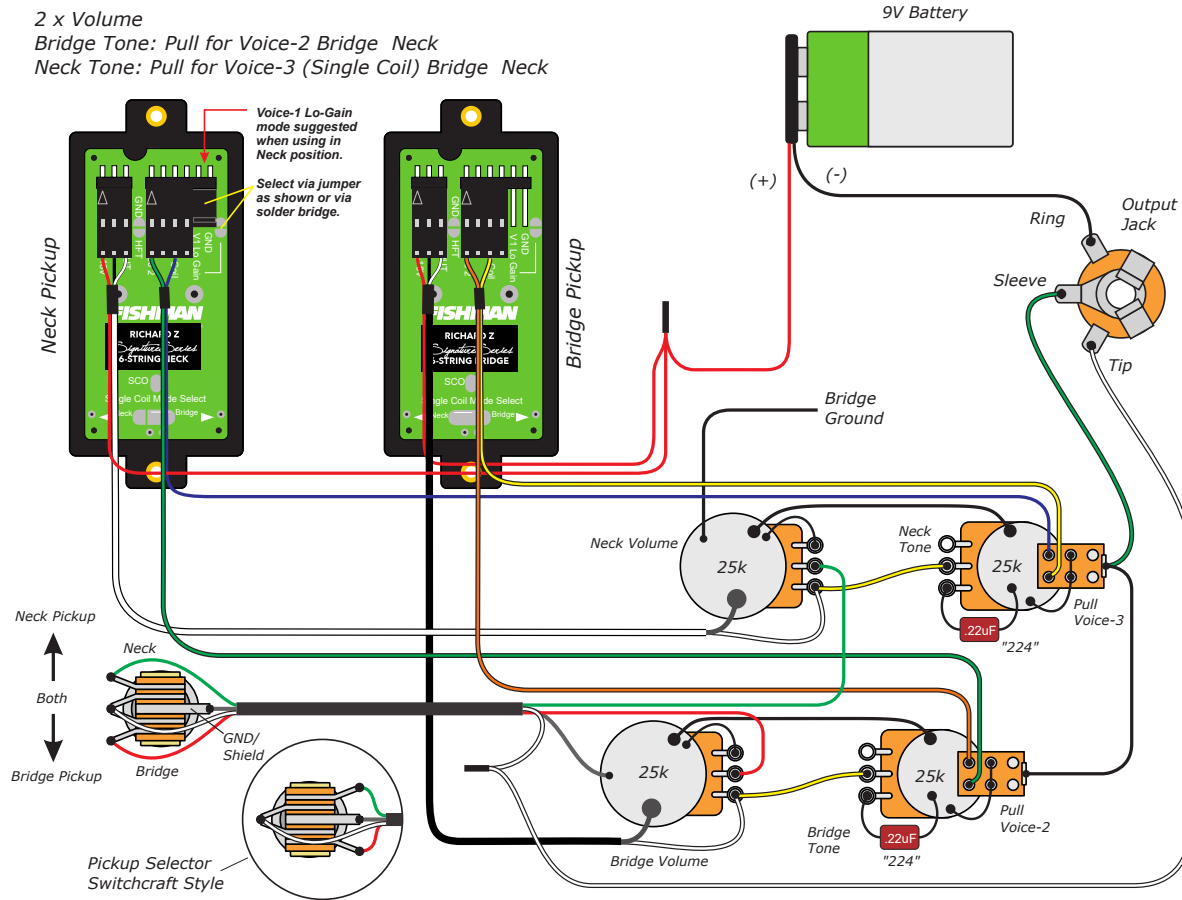 2 x Volume
Bridge Tone: Pull for Voice-2 Bridge Neck
Neck Tone: Pull for Voice-3 (Single Coil) Bridge Neck
9V Battery
Voice-1 Lo-Gain
mode suggested
when using in
Neck position.
Select via jumper
as shown or via
solder bridge.
(+)
(-)
Ring
Output
Jack
Sleeve
Tip
Neck Pickup
GND
HFT
GND
V1 Lo Gain
FISHMAN
RICHARD Z
Signature Series
6-STRING NECK
SCO
Single Coil Mode Select
Neck
Bridge
Bridge Pickup
GND
HFT
GND
V1 Lo Gain
FISHMAN
RICHARD Z
Signature Series
6-STRING BRIDGE
SCO
Single Coil Mode Select
Neck
Bridge
Bridge
Ground
Neck Volume
25k
Neck
Tone
25k
Pull
Voice-3
.22uF
"224"
Neck Pickup
Both
Bridge Pickup
Neck
GND/
Shield
Bridge
25k
Bridge Volume
25k
Pull
Voice-2
Bridge
Tone
.22uF
"224"
Pickup Selector
Switchcraft Style